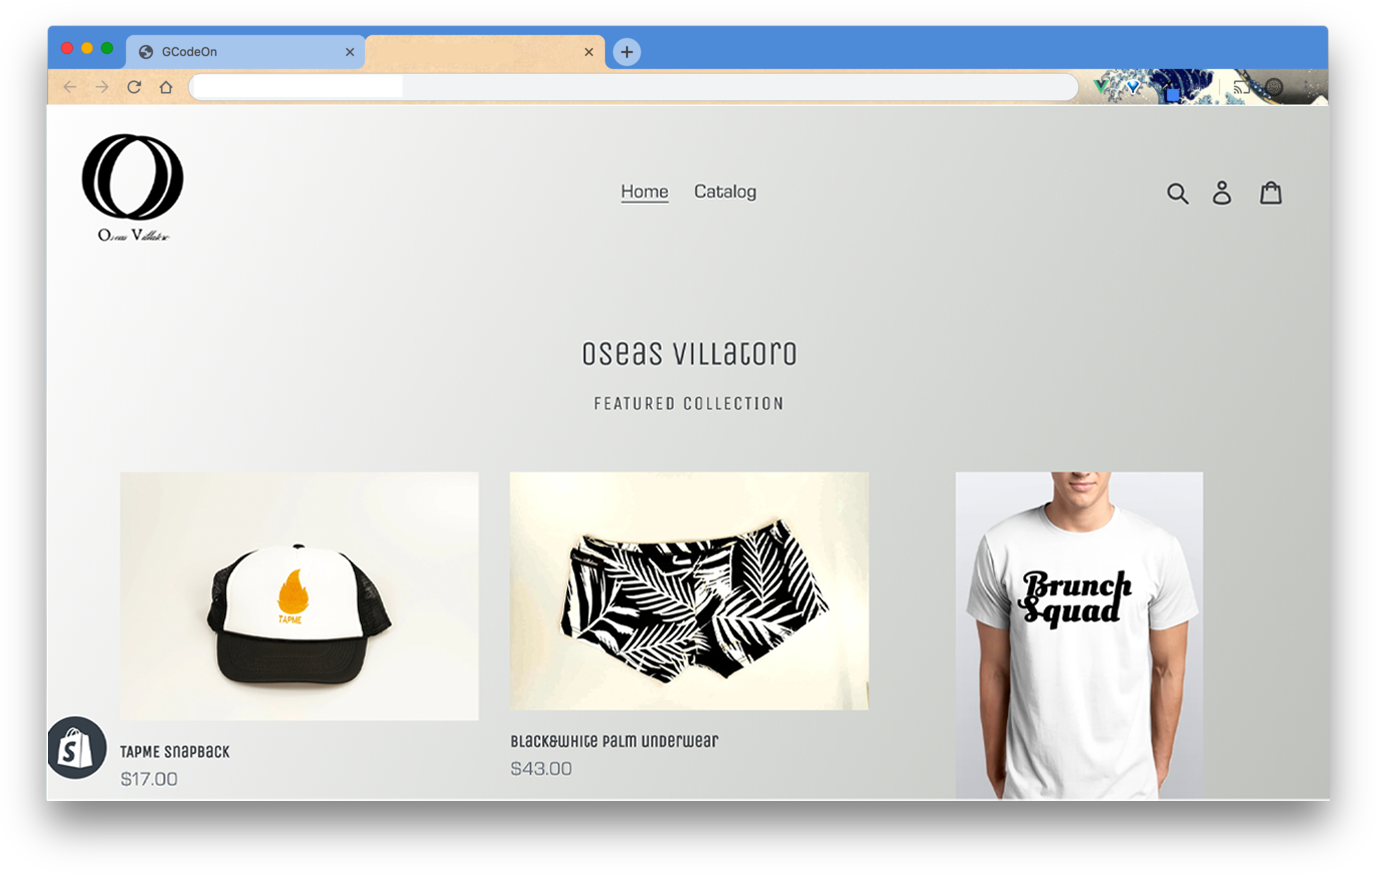 GCodeOn
Oseas Villatoro
Home Catalog
Oseas Villatoro
FEATURED COLLECTION
TAPME
Brunch
Squad
TAPME Snapback
$17.00
Black&White Palm Underwear
$43.00